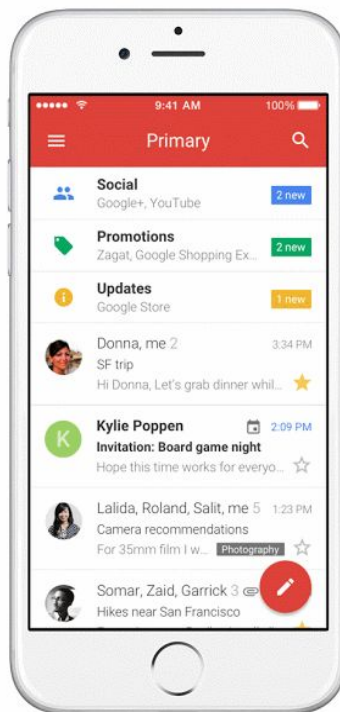 9:41 AM 100%
Primary
Social
Google+, YouTube
2 new
Promotions
Zagat, Google Shopping Ex...
2 new
Updates
Google Store
1 new
Donna, me 2 3:34 PM
SF trip
Hi Donna, Let's grab dinner whil...
K
Kylie Poppen 2:09 PM
Invitation: Board game night
Hope this time works for everyo...
Lalida, Roland, Salit, me 5 1:23 PM
Camera recommendations
For 35mm film I w... Photography
Somar, Zaid, Garrick 3
Hikes near San Francisco